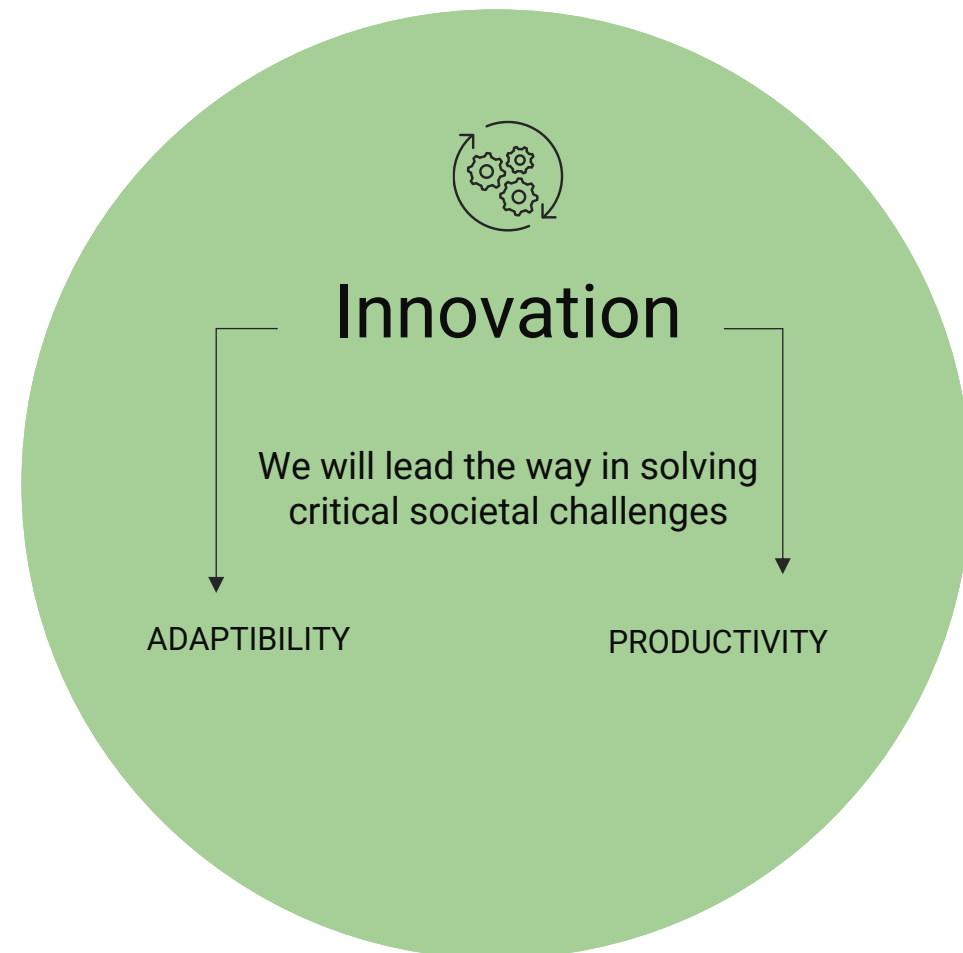 Innovation
We will lead the way in solving
critical societal challenges
ADAPTIBILITY
PRODUCTIVITY